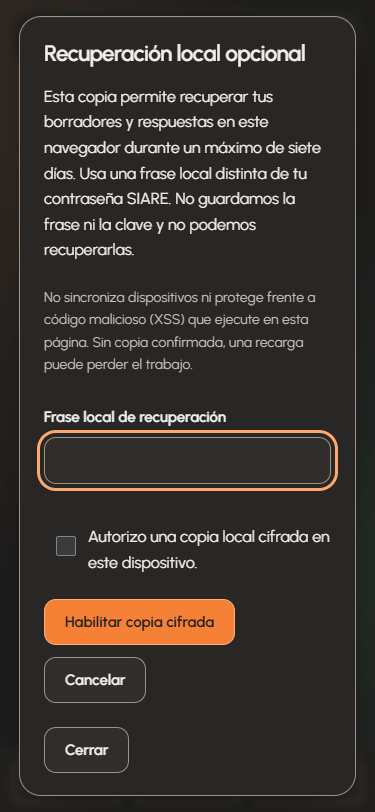 Recuperación local opcional
Esta copia permite recuperar tus
borradores y respuestas en este
navegador durante un máximo de siete
días. Usa una frase local distinta de tu
contraseña SIARE. No guardamos la
frase ni la clave y no podemos
recuperarlas.
No sincroniza dispositivos ni protege frente a
código malicioso (XSS) que ejecute en esta
página. Sin copia confirmada, una recarga
puede perder el trabajo.
Frase local de recuperación
Autorizo una copia local cifrada en
este dispositivo.
Habilitar copia cifrada
Cancelar
Cerrar